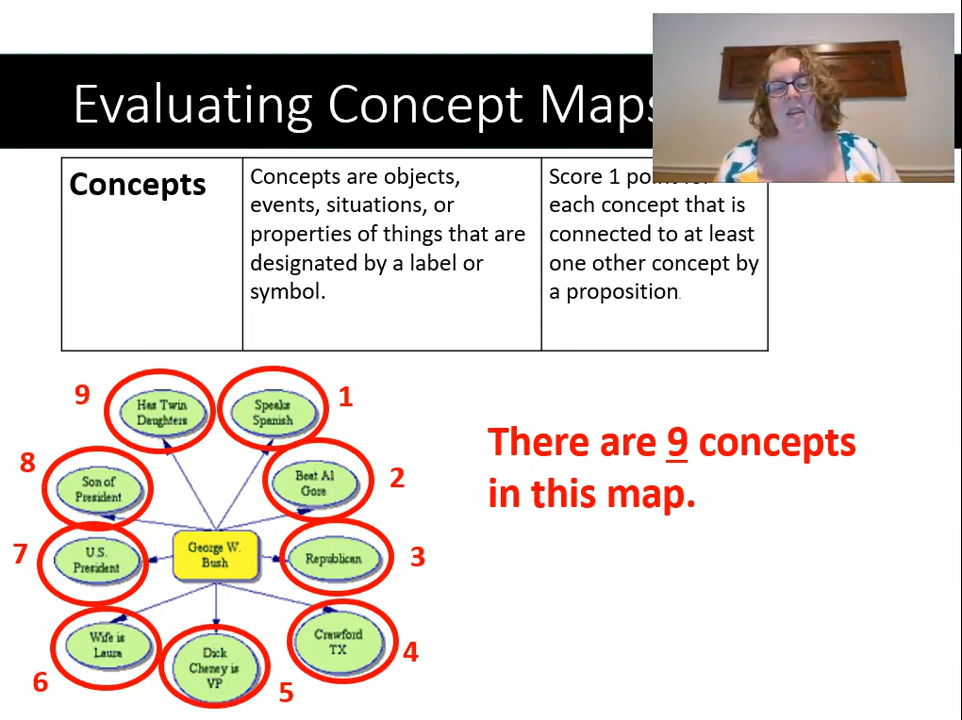 Evaluating Concept Maps
Concepts
Concepts are objects,
events, situations, or
properties of things that are
designated by a label or
symbol.
Score 1 point
each concept that is
connected to at least
one other concept by
a proposition.
9
Has Twin
Daughters
Speaks
Spanish
1
8
Son of
President
Beat Al
Gore
2
7
U.S.
President
George W.
Bush
Republican
3
6
Wife is
Laura
Dick
Cheney is
VP
5
Crawford
TX
4
There are 9 concepts
in this map.